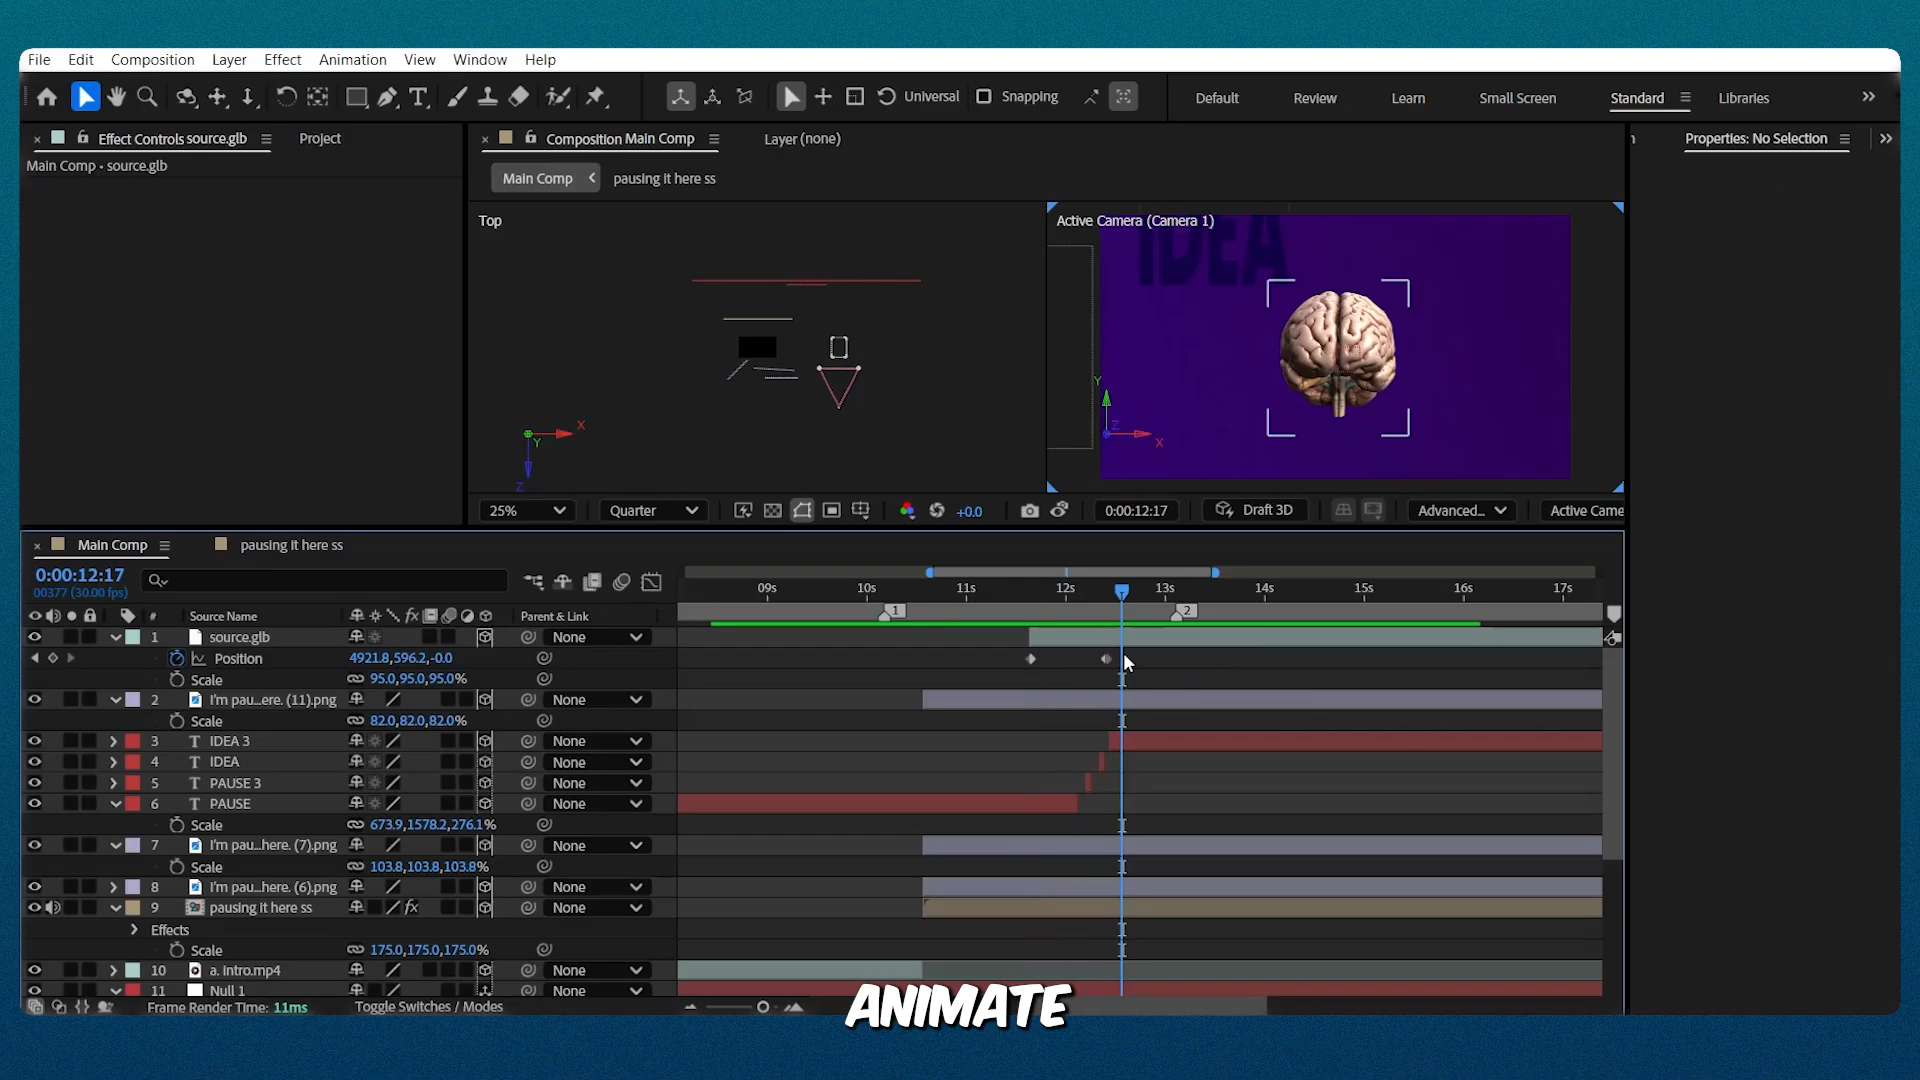 File Edit Composition Layer Effect Animation View Window Help
Universal Snapping Default Review Learn Small Screen Standard Libraries
Effect Controls source.glb Project
Main Comp • source.glb
Composition Main Comp Layer (none)
Main Comp pausing it here ss
Properties: No Selection
Top
Active Camera (Camera 1)
IDEA
X
Y
Z
Y
Z
X
25% Quarter +0.0 0:00:12:17 Draft 3D Advanced... Active Came
Main Comp pausing it here ss
0:00:12:17
00377 (30.00 fps)
09s 10s 11s 12s 13s 14s 15s 16s 17s
# Source Name fx Parent & Link
1 2
1 source.glb None
Position 4921.8,596.2,-0.0
Scale 95.0,95.0,95.0%
2 I'm pau...ere. (11).png None
Scale 82.0,82.0,82.0%
3 T IDEA 3 None
4 T IDEA None
5 T PAUSE 3 None
6 T PAUSE None
Scale 673.9,1578.2,276.1%
7 I'm pau...here. (7).png None
Scale 103.8,103.8,103.8%
8 I'm pau...here. (6).png None
9 pausing it here ss fx None
Effects
Scale 175.0,175.0,175.0%
10 a. intro.mp4 None
11 Null 1 None
Frame Render Time: 11ms Toggle Switches / Modes
ANIMATE